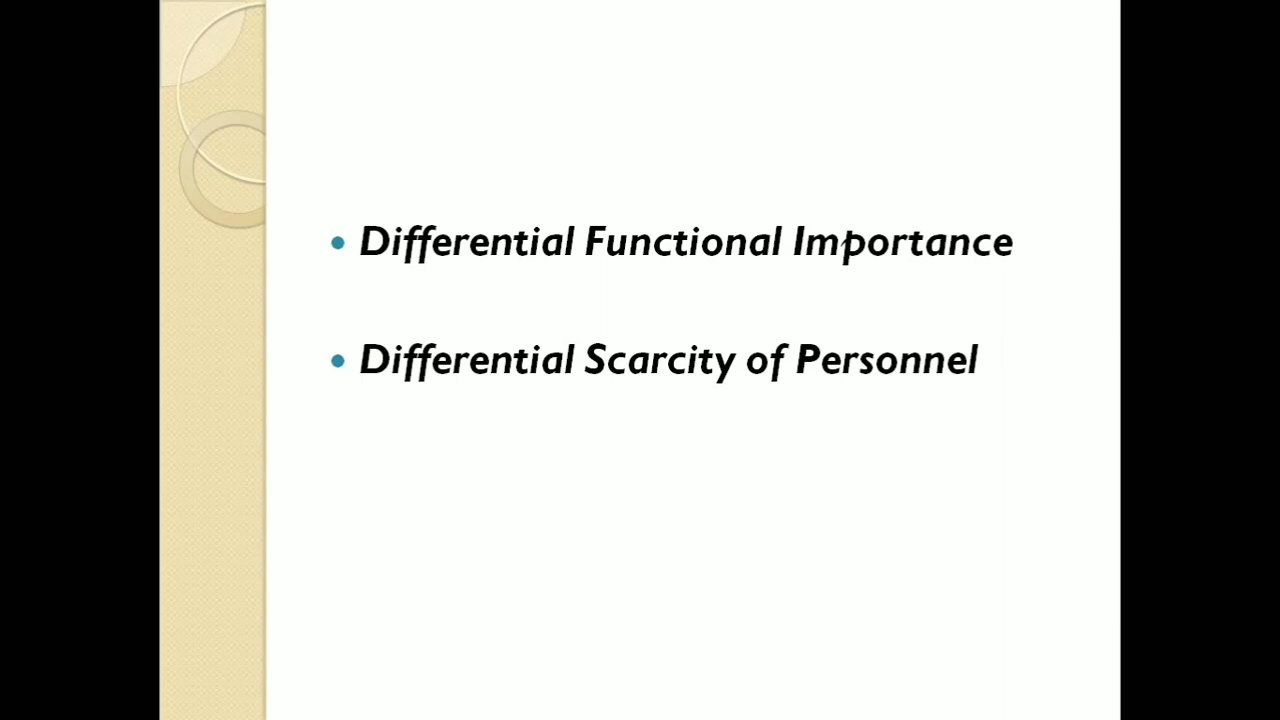 • Differential Functional Importance
• Differential Scarcity of Personnel